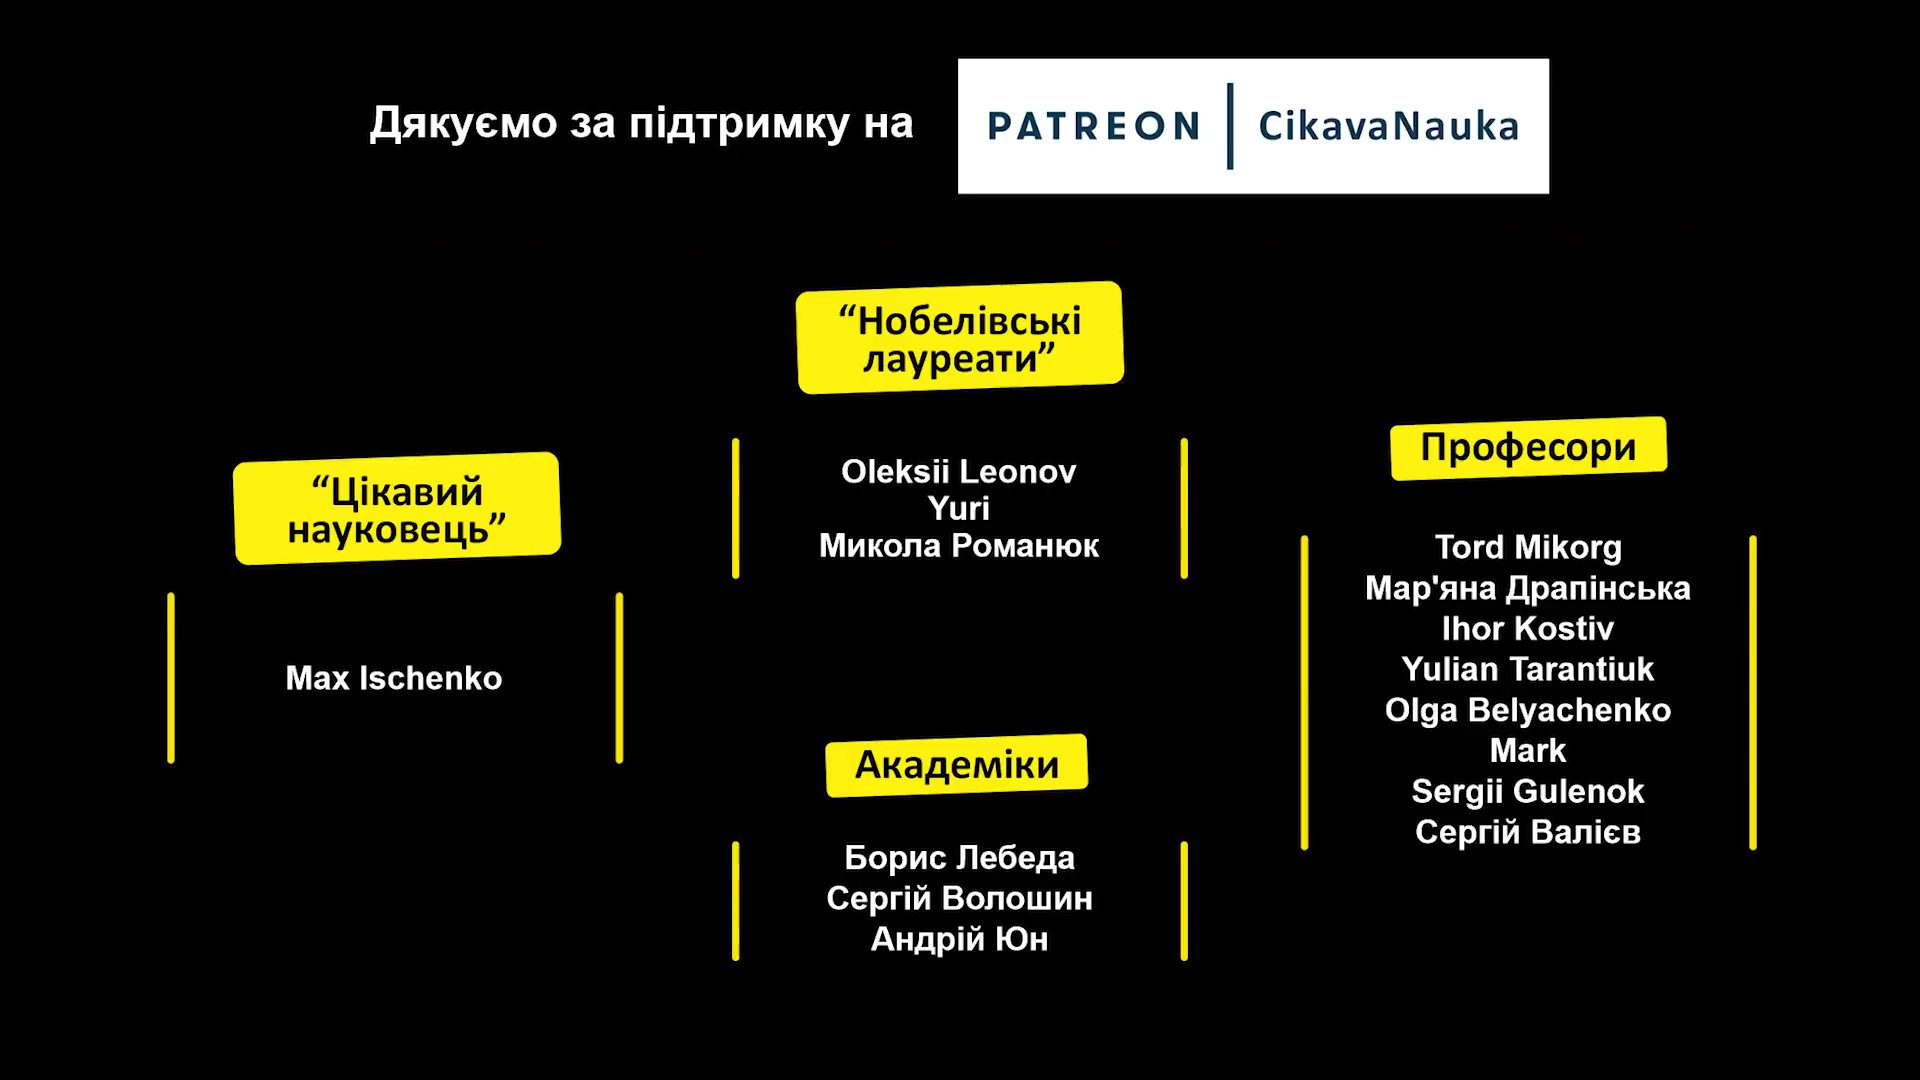 Дякуємо за підтримку на
PATREON | CikavaNauka
“Цікавий
науковець”
Max Ischenko
“Нобелівські
лауреати”
Oleksii Leonov
Yuri
Микола Романюк
Академіки
Борис Лебеда
Сергій Волошин
Андрій Юн
Професори
Tord Mikorg
Мар'яна Драпінська
Ihor Kostiv
Yulian Tarantiuk
Olga Belyachenko
Mark
Sergii Gulenok
Сергій Валієв